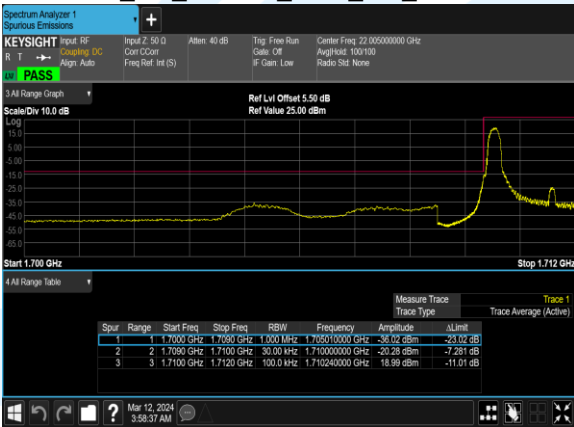 Spectrum Analyzer 1
Spurious Emissions
+
KEYSIGHT Input: RF Input Z: 50 Ω Atten: 40 dB Trig: Free Run Center Freq: 22.005000000 GHz
R T Coupling: DC Corr CCorr Gate: Off Avg|Hold: 100/100
Align: Auto Freq Ref: Int (S) IF Gain: Low Radio Std: None
PASS
3 All Range Graph
Ref Lvl Offset 5.50 dB
Scale/Div 10.0 dB Ref Value 25.00 dBm
Log
15.0
5.00
-5.00
-15.0
-25.0
-35.0
-45.0
-55.0
-65.0
Start 1.700 GHz Stop 1.712 GHz
4 All Range Table
Measure Trace Trace 1
Trace Type Trace Average (Active)
Spur Range Start Freq Stop Freq RBW Frequency Amplitude ΔLimit
1 1 1.7000 GHz 1.7090 GHz 1.000 MHz 1.705010000 GHz -36.02 dBm -23.02 dB
2 2 1.7090 GHz 1.7100 GHz 30.00 kHz 1.710000000 GHz -20.28 dBm -7.281 dB
3 3 1.7100 GHz 1.7120 GHz 100.0 kHz 1.710240000 GHz 18.99 dBm -11.01 dB
?
Mar 12, 2024
3:58:37 AM